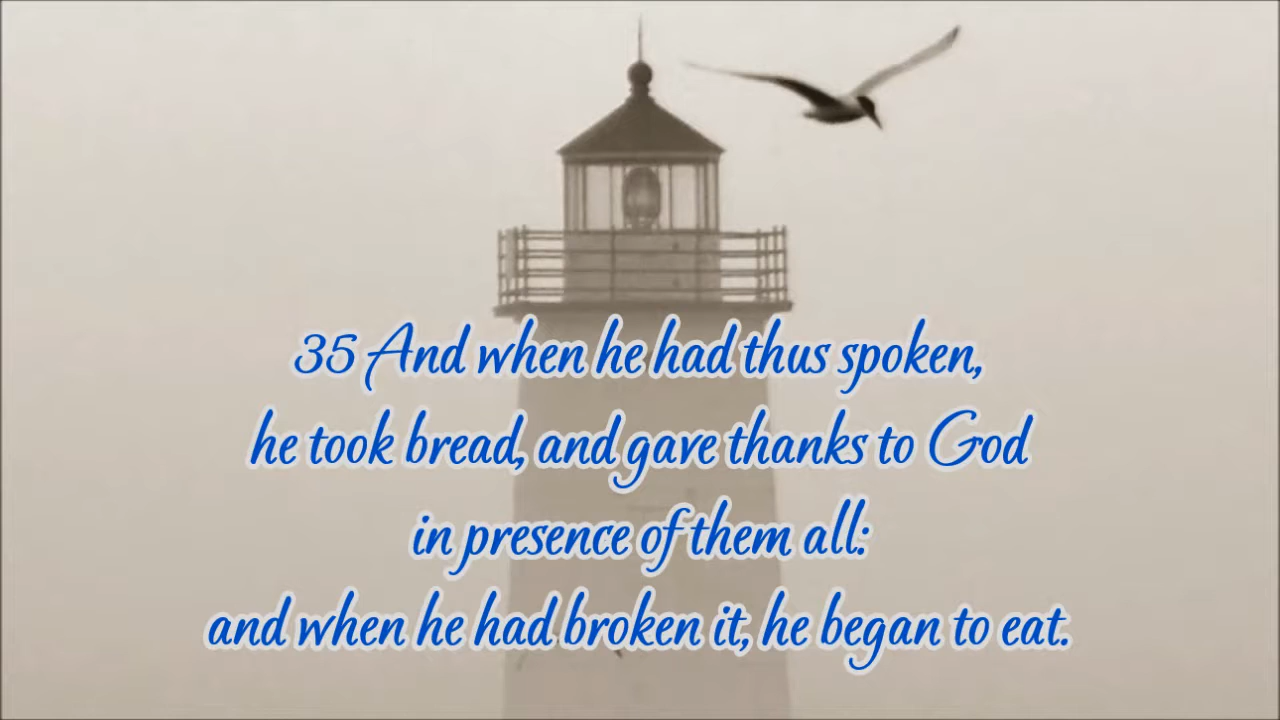 35 And when he had thus spoken,
he took bread, and gave thanks to God
in presence of them all:
and when he had broken it, he began to eat.